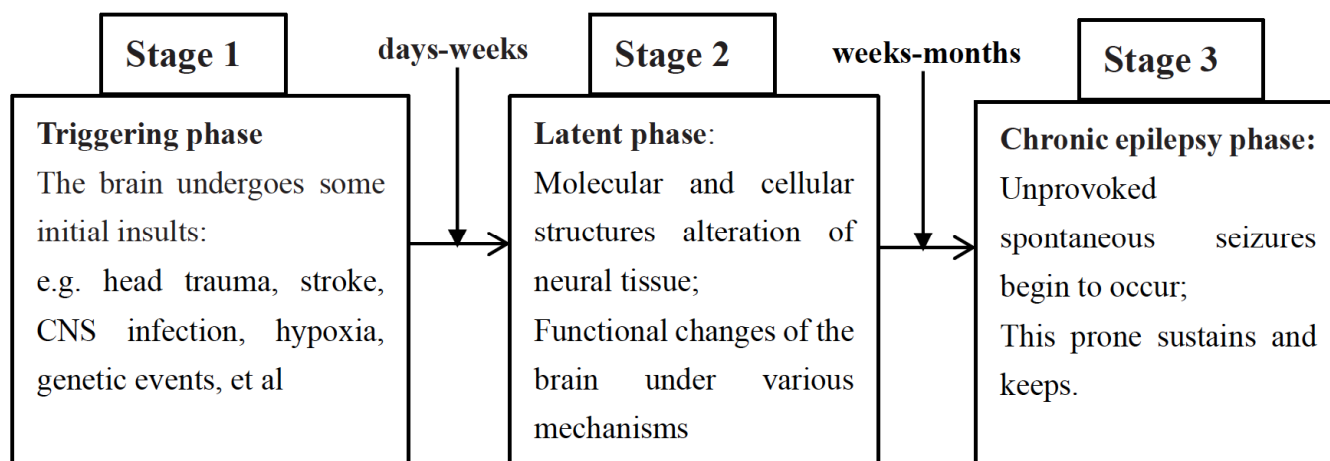 Stage 1
Triggering phase
The brain undergoes some
initial insults:
e.g. head trauma, stroke,
CNS infection, hypoxia,
genetic events, et al
days-weeks
Stage 2
Latent phase:
Molecular and cellular
structures alteration of
neural tissue;
Functional changes of the
brain under various
mechanisms
weeks-months
Stage 3
Chronic epilepsy phase:
Unprovoked
spontaneous seizures
begin to occur;
This prone sustains and
keeps.